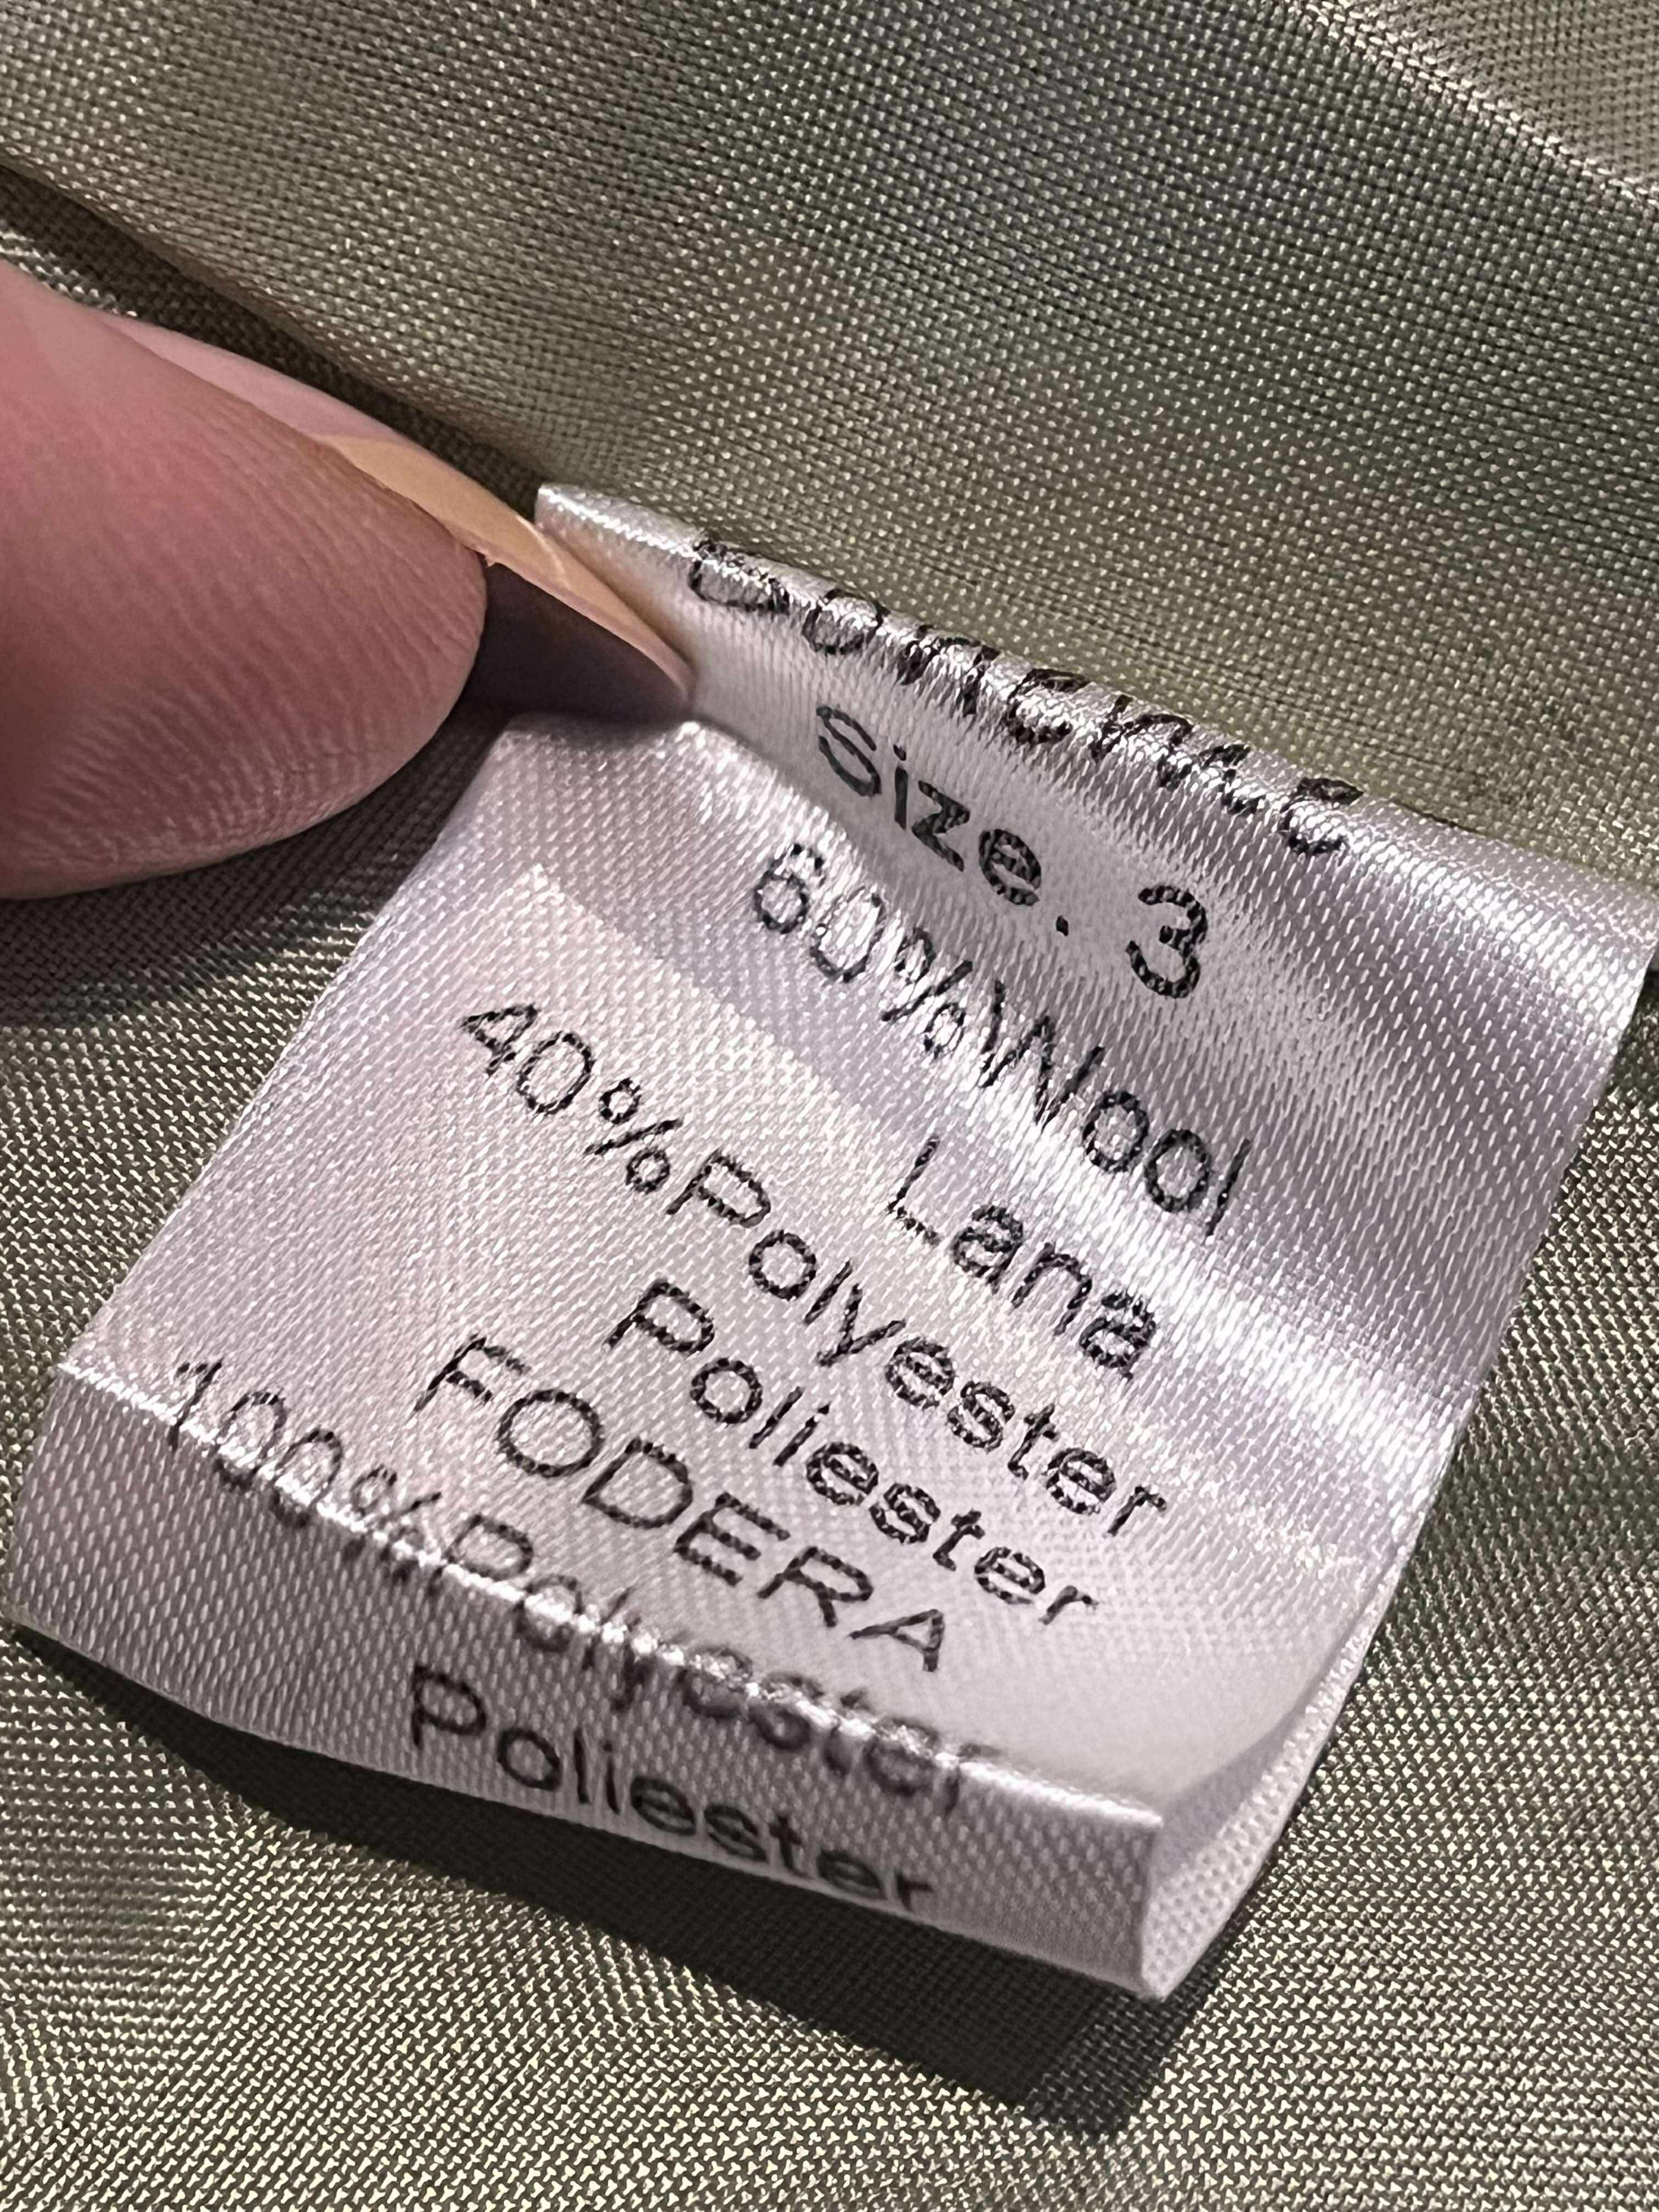 Size. 3
60%Wool
Lana
40%Polyester
Poliester
FODERA
100%Polyester
Poliester